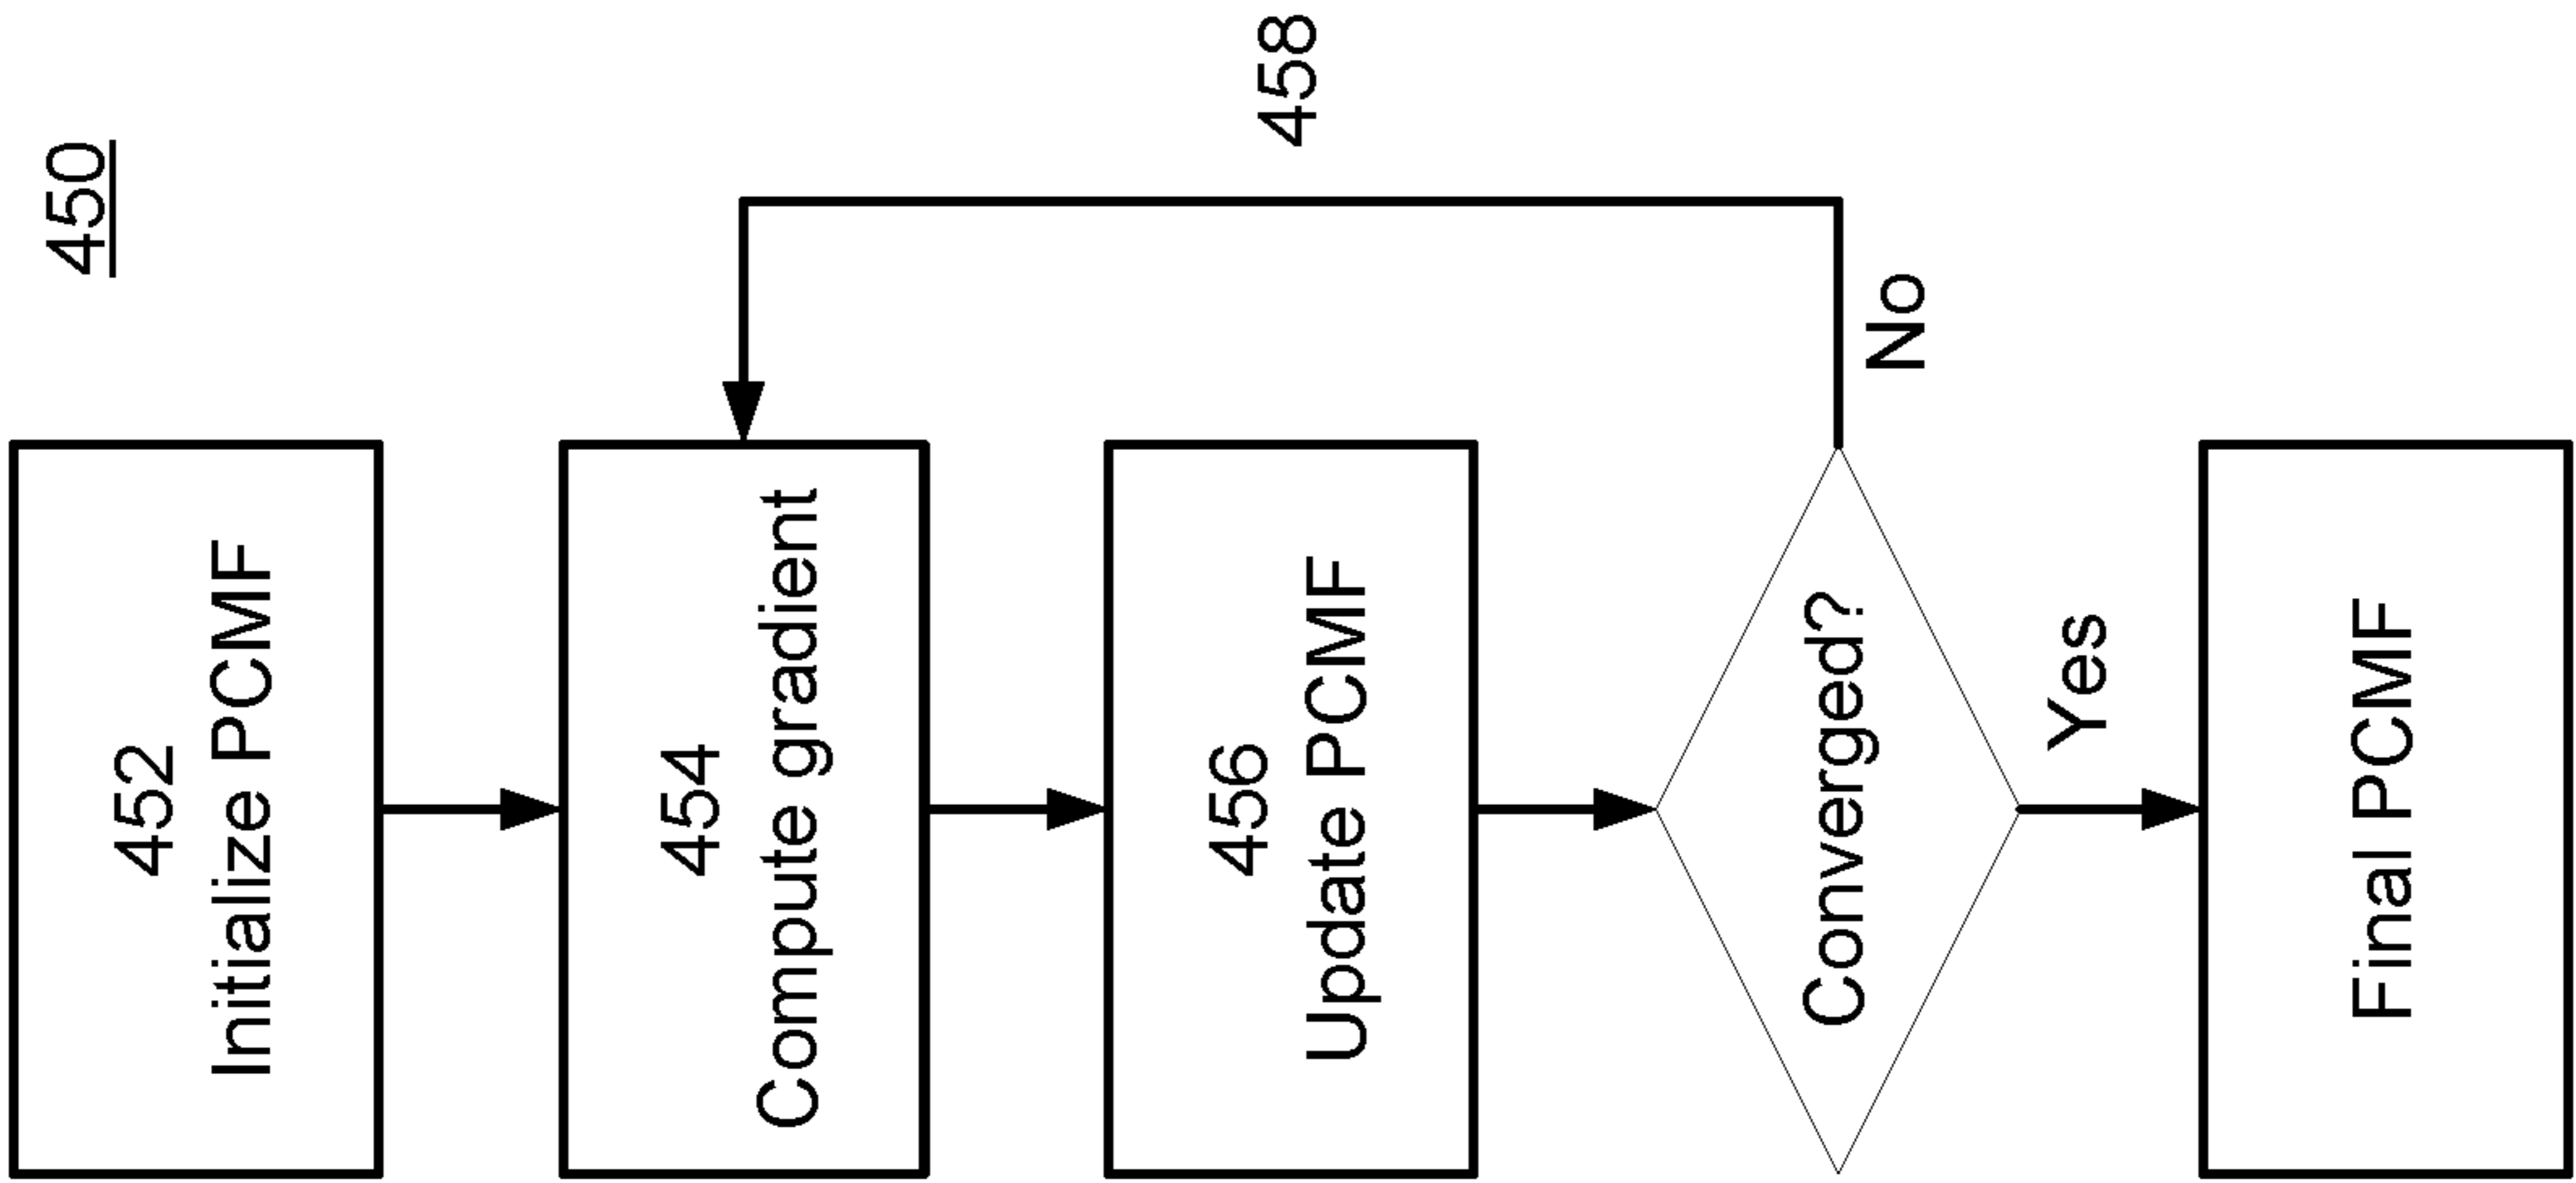 450
452
Initialize PCMF
454
Compute gradient
458
456
Update PCMF
Converged?
No
Yes
Final PCMF